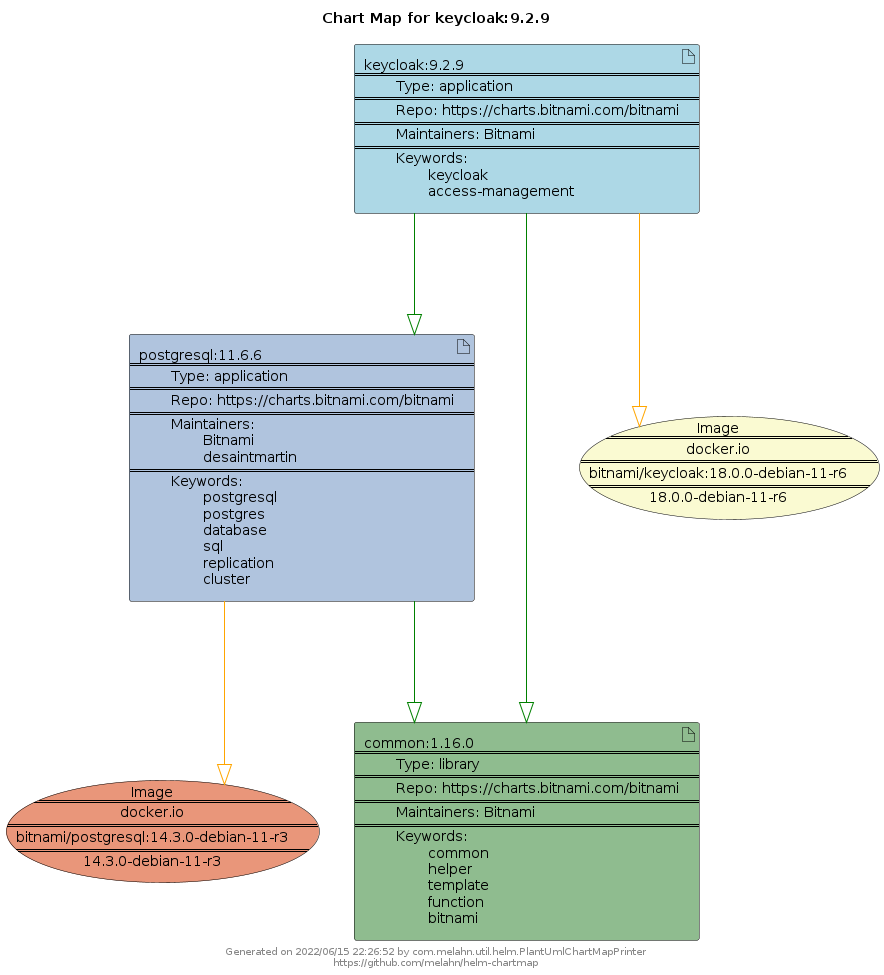 Chart Map for keycloak:9.2.9
keycloak:9.2.9
Type: application
Repo: https://charts.bitnami.com/bitnami
Maintainers: Bitnami
Keywords:
keycloak
access-management
postgresql:11.6.6
Type: application
Repo: https://charts.bitnami.com/bitnami
Maintainers:
Bitnami
desaintmartin
Keywords:
postgresql
postgres
database
sql
replication
cluster
Image
docker.io
bitnami/keycloak:18.0.0-debian-11-r6
18.0.0-debian-11-r6
Image
docker.io
bitnami/postgresql:14.3.0-debian-11-r3
14.3.0-debian-11-r3
common:1.16.0
Type: library
Repo: https://charts.bitnami.com/bitnami
Maintainers: Bitnami
Keywords:
common
helper
template
function
bitnami
Generated on 2022/06/15 22:26:52 by com.melahn.util.helm.PlantUmlChartMapPrinter
https://github.com/melahn/helm-chartmap